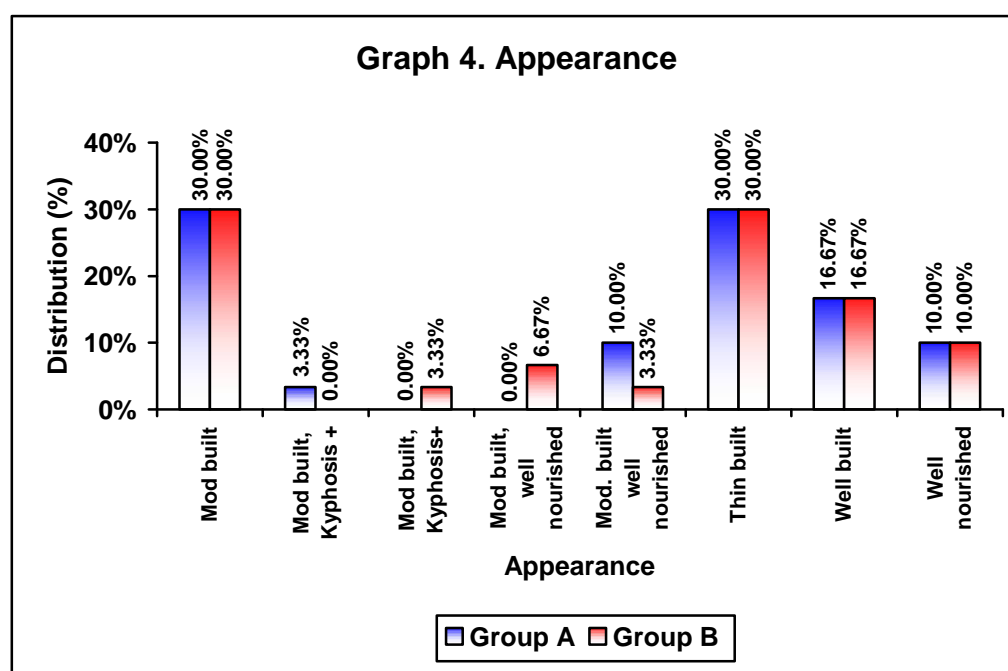 Graph 4. Appearance
Distribution (%)
40%
30%
20%
10%
0%
30.00%
30.00%
3.33%
0.00%
0.00%
3.33%
0.00%
6.67%
10.00%
3.33%
30.00%
30.00%
16.67%
16.67%
10.00%
10.00%
Mod built
Mod built,
Kyphosis +
Mod built,
Kyphosis+
Mod built,
well
nourished
Mod. built
well
nourished
Thin built
Well built
Well
nourished
Appearance
Group A
Group B